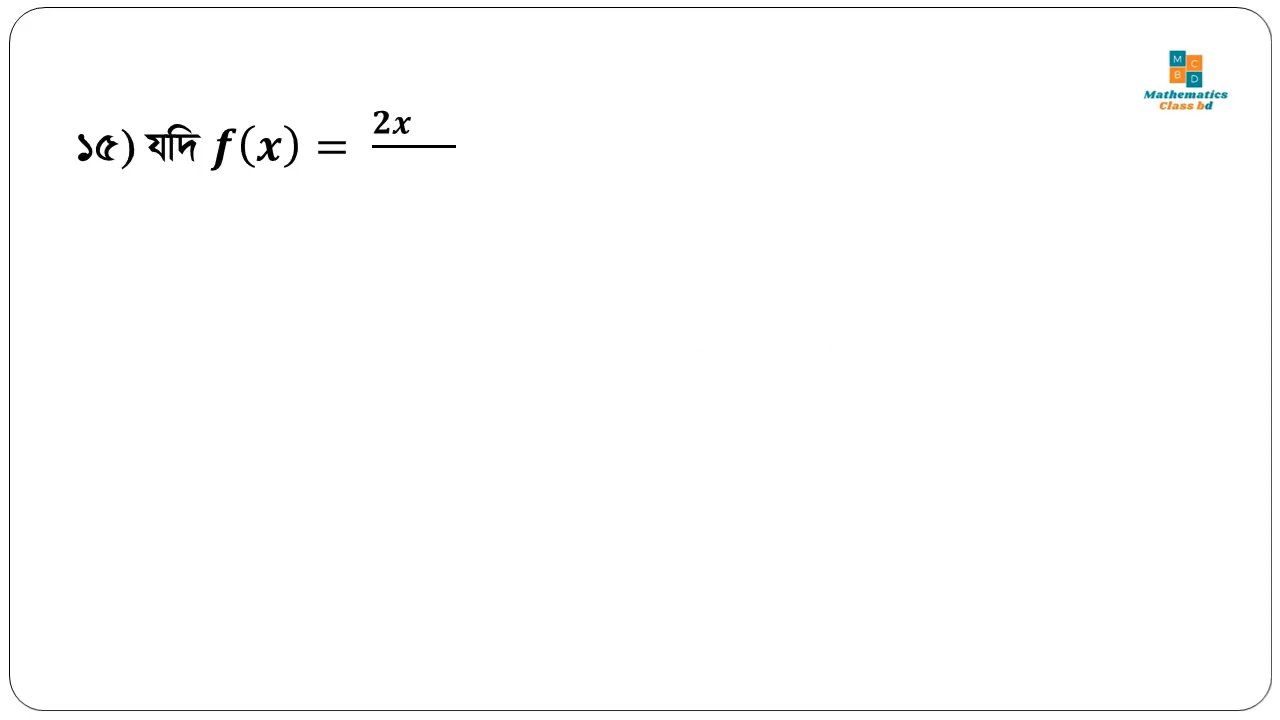 M C
B D
Mathematics
Class bd
১৫) যদি f(x) = 2x/